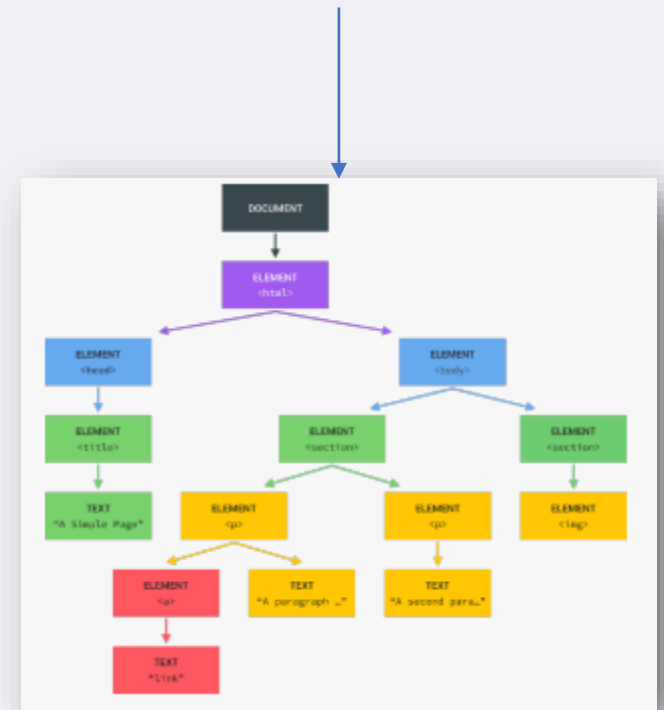 DOCUMENT
ELEMENT
<html>
ELEMENT
<head>
ELEMENT
<body>
ELEMENT
<title>
ELEMENT
<section>
ELEMENT
<section>
TEXT
"A Simple Page"
ELEMENT
<p>
ELEMENT
<p>
ELEMENT
<img>
ELEMENT
<a>
TEXT
"A paragraph …"
TEXT
"A second para…"
TEXT
"link"